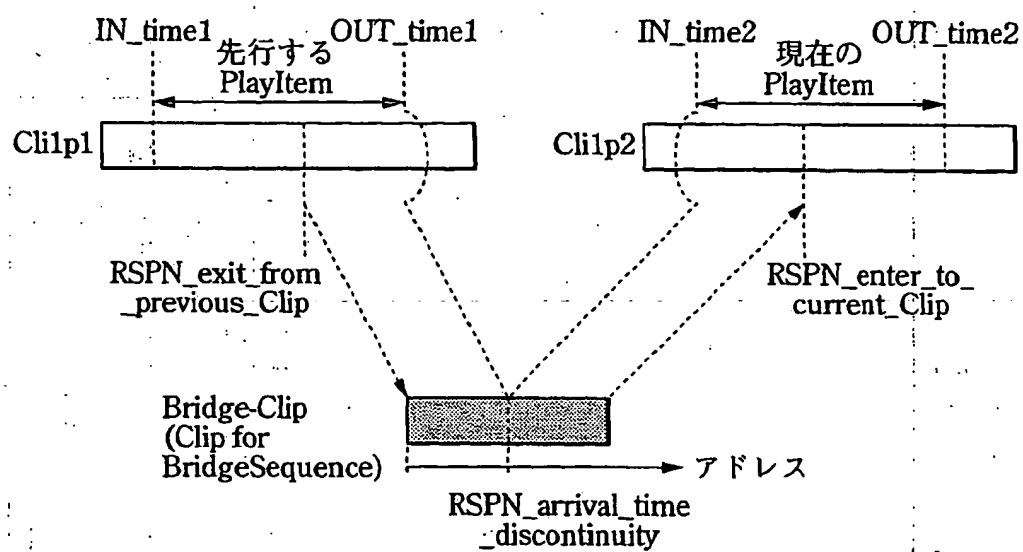 IN_time1
先行する
PlayItem
OUT_time1
IN_time2
現在の
PlayItem
OUT_time2
Cli1p1
Cli1p2
RSPN_exit_from
_previous_Clip
RSPN_enter_to_
current_Clip
Bridge-Clip
(Clip for
BridgeSequence)
アドレス
RSPN_arrival_time
_discontinuity